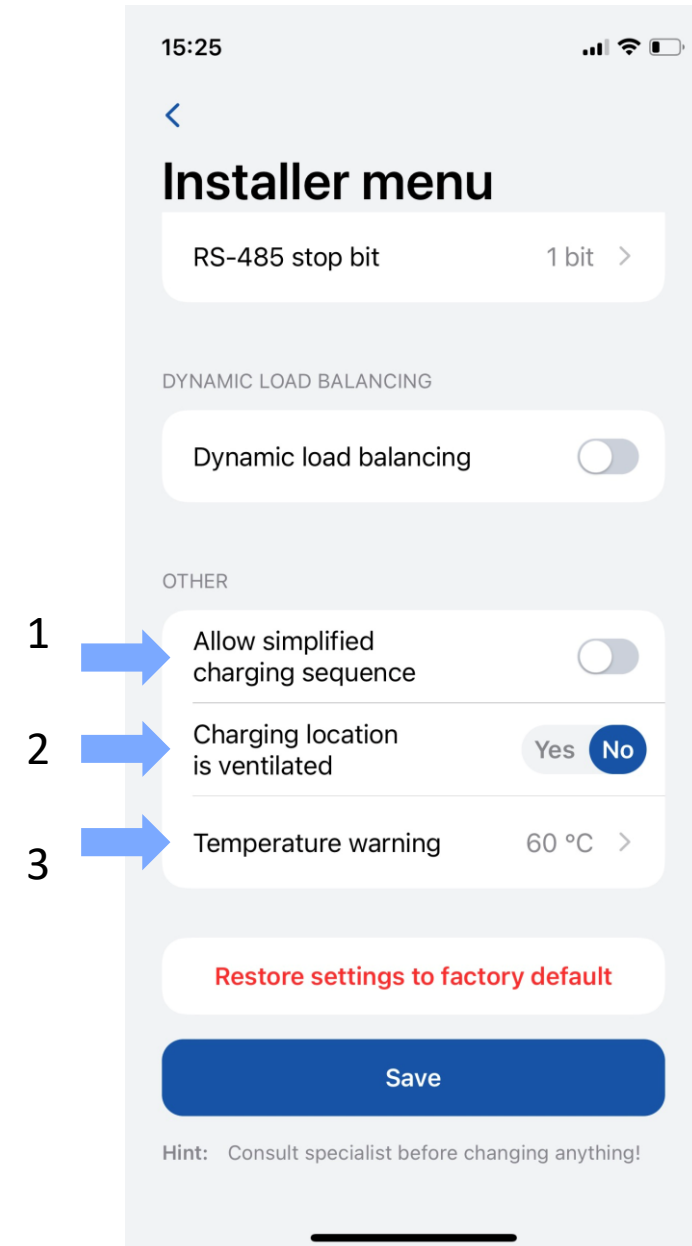 15:25
Installer menu
RS-485 stop bit 1 bit
DYNAMIC LOAD BALANCING
Dynamic load balancing
OTHER
1
Allow simplified
charging sequence
2
Charging location
is ventilated
Yes No
3
Temperature warning 60 °C
Restore settings to factory default
Save
Hint: Consult specialist before changing anything!